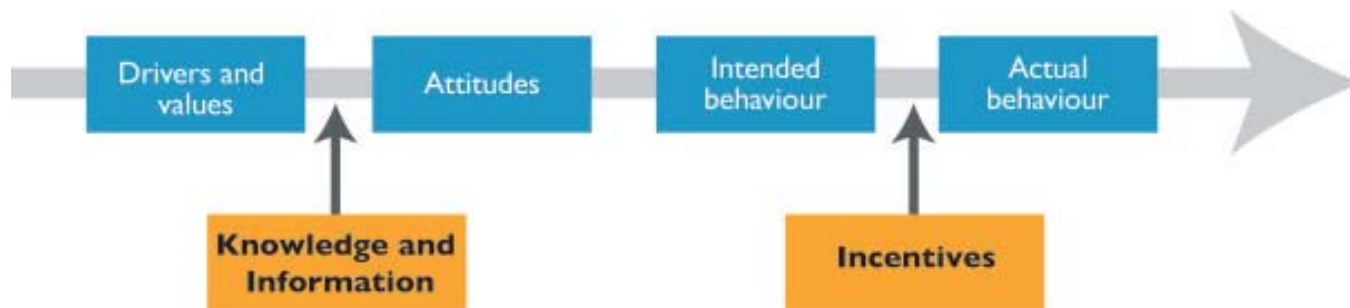 Drivers and
values
Attitudes
Intended
behaviour
Actual
behaviour
Knowledge and
Information
Incentives